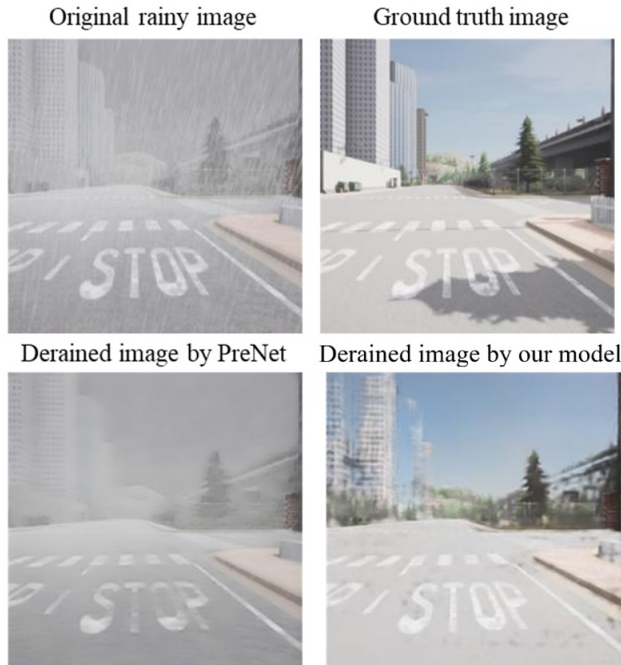 Original rainy image
Ground truth image
STOP
STOP
Derained image by PreNet
Derained image by our model
STOP
STOP